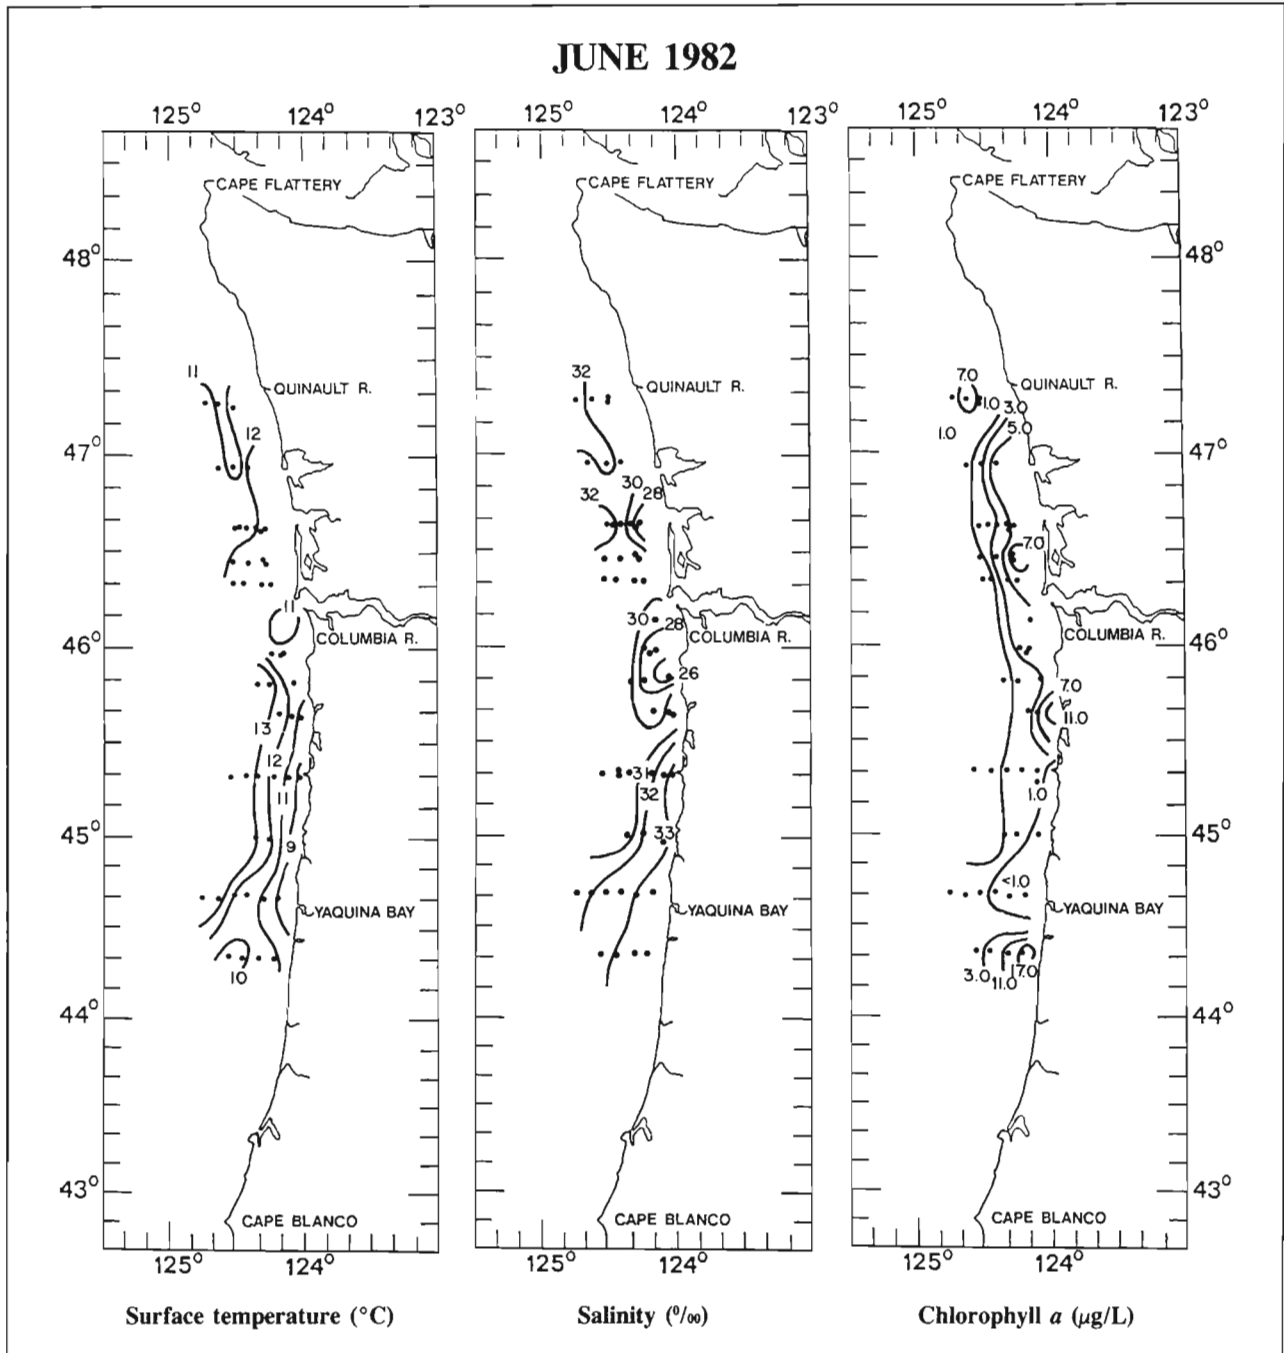 JUNE 1982
125° 124° 123° 125° 124° 123° 125° 124° 123°
CAPE FLATTERY CAPE FLATTERY CAPE FLATTERY
48° 48°
11 32 7.0
QUINAULT R. QUINAULT R. QUINAULT R.
1.0 3.0
12 1.0 5.0
47° 47°
32 30 28
7.0
11
30 28
COLUMBIA R. COLUMBIA R. COLUMBIA R.
46° 46°
26 7.0
13 11.0
12 31
11 32 1.0
45° 33 45°
9
<1.0
YAQUINA BAY YAQUINA BAY YAQUINA BAY
10 3.0 11.0 17.0
44° 44°
43° 43°
CAPE BLANCO CAPE BLANCO CAPE BLANCO
125° 124° 125° 124° 125° 124°
Surface temperature (°C) Salinity (⁰/₀₀) Chlorophyll a (μg/L)